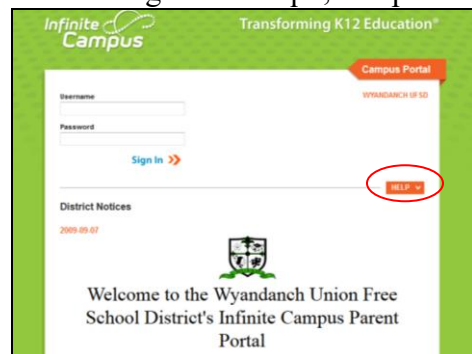 Infinite
Campus
Transforming K12 Education®
Campus Portal
Username
WYANDANCH UFSD
Password
Sign In
HELP
District Notices
2009-09-07
Welcome to the Wyandanch Union Free
School District's Infinite Campus Parent
Portal